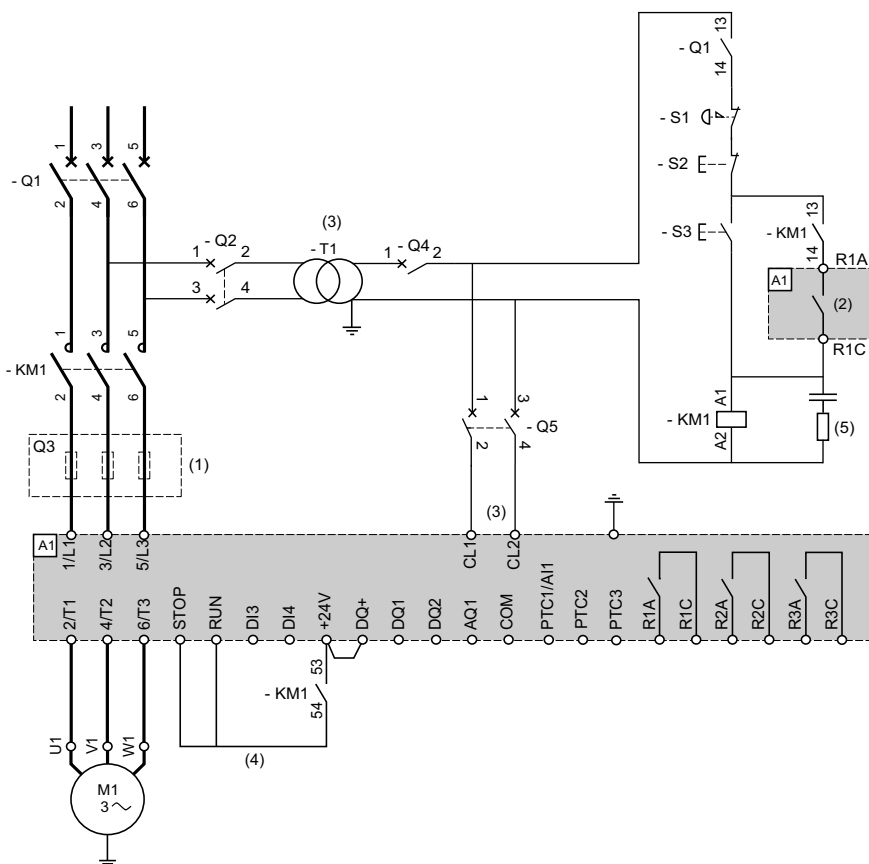 13
- Q1
14
- S1
- S2
- S3
13
- KM1
14
R1A
A1
(2)
R1C
A1
- KM1
A2
(5)
1
3
5
- Q1
2
4
6
(3)
- Q2
1
2
3
4
- T1
- Q4
1
2
1
3
5
- KM1
2
4
6
1
3
- Q5
2
4
Q3
(1)
(3)
A1
1/L1
3/L2
5/L3
CL1
CL2
2/T1
4/T2
6/T3
STOP
RUN
DI3
DI4
+24V
DQ+
DQ1
DQ2
AQ1
COM
PTC1/AI1
PTC2
PTC3
R1A
R1C
R2A
R2C
R3A
R3C
53
- KM1
54
(4)
U1
V1
W1
M1
3